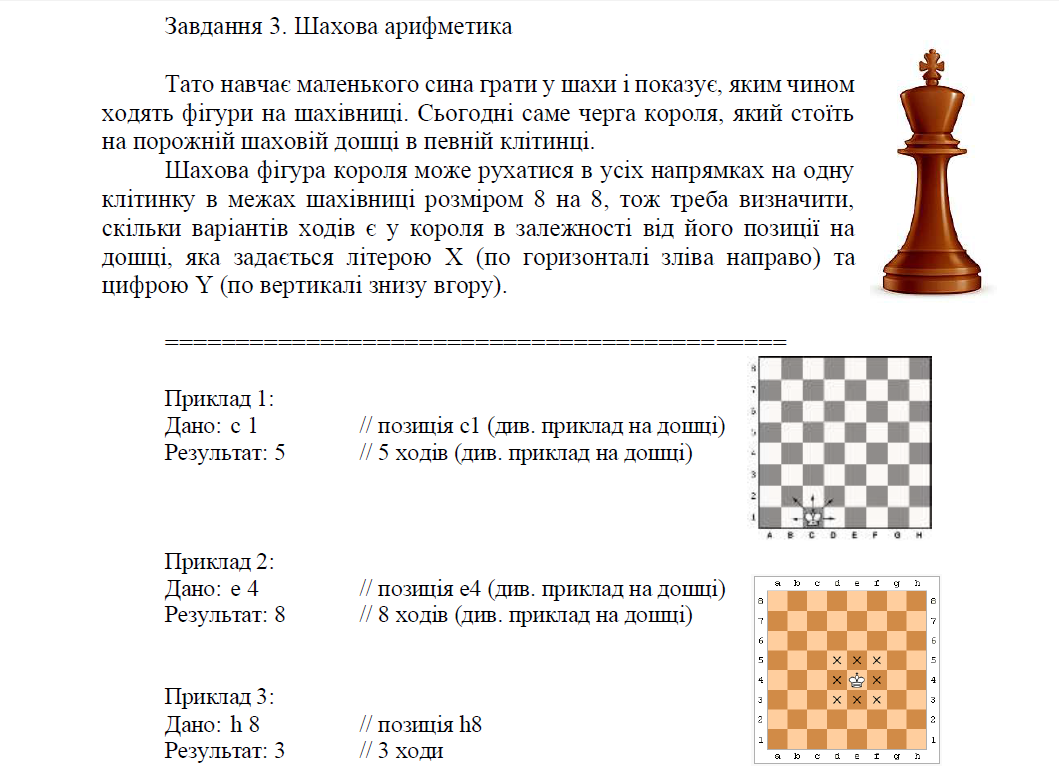 Завдання 3. Шахова арифметика
Тато навчає маленького сина грати у шахи і показує, яким чином
ходять фігури на шахівниці. Сьогодні саме черга короля, який стоїть
на порожній шаховій дошці в певній клітинці.
Шахова фігура короля може рухатися в усіх напрямках на одну
клітинку в межах шахівниці розміром 8 на 8, тож треба визначити,
скільки варіантів ходів є у короля в залежності від його позиції на
дошці, яка задається літерою X (по горизонталі зліва направо) та
цифрою Y (по вертикалі знизу вгору).
============================================
Приклад 1:
Дано: c 1 // позиція c1 (див. приклад на дошці)
Результат: 5 // 5 ходів (див. приклад на дошці)
8
7
6
5
4
3
2
1
A B C D E F G H
Приклад 2:
Дано: e 4 // позиція e4 (див. приклад на дошці)
Результат: 8 // 8 ходів (див. приклад на дошці)
a b c d e f g h
8 8
7 7
6 6
5 × × × 5
4 × × 4
3 × × × 3
2 2
1 1
a b c d e f g h
Приклад 3:
Дано: h 8 // позиція h8
Результат: 3 // 3 ходи